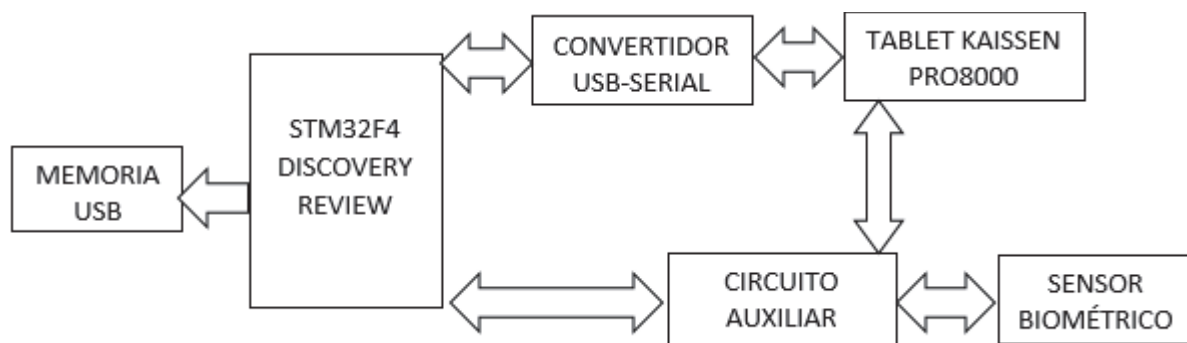 CONVERTIDOR
USB-SERIAL
TABLET KAISSEN
PRO8000
STM32F4
DISCOVERY
REVIEW
MEMORIA
USB
CIRCUITO
AUXILIAR
SENSOR
BIOMÉTRICO